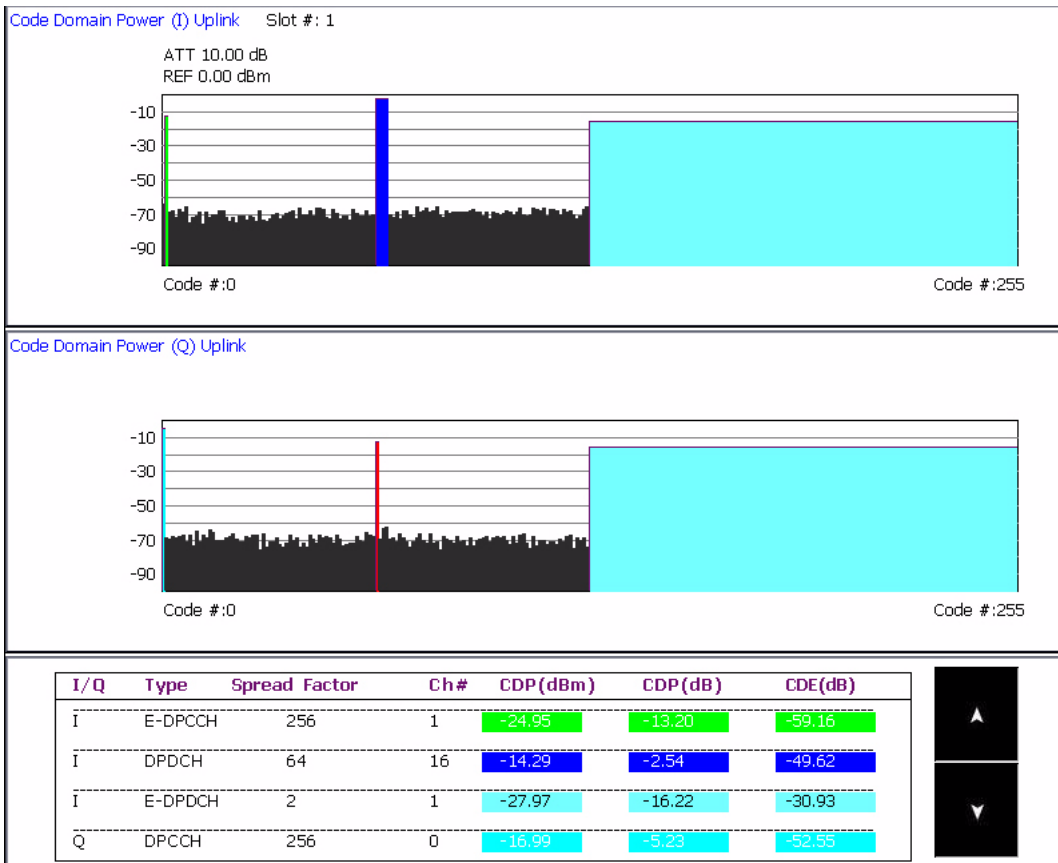 Code Domain Power (I) Uplink Slot #: 1
ATT 10.00 dB
REF 0.00 dBm
-10
-30
-50
-70
-90
Code #:0 Code #:255
Code Domain Power (Q) Uplink
-10
-30
-50
-70
-90
Code #:0 Code #:255
I/Q Type Spread Factor Ch# CDP(dBm) CDP(dB) CDE(dB)
I E-DPCCH 256 1 -24.95 -13.20 -59.16
I DPDCH 64 16 -14.29 -2.54 -49.62
I E-DPDCH 2 1 -27.97 -16.22 -30.93
Q DPCCH 256 0 -16.99 -5.23 -52.55